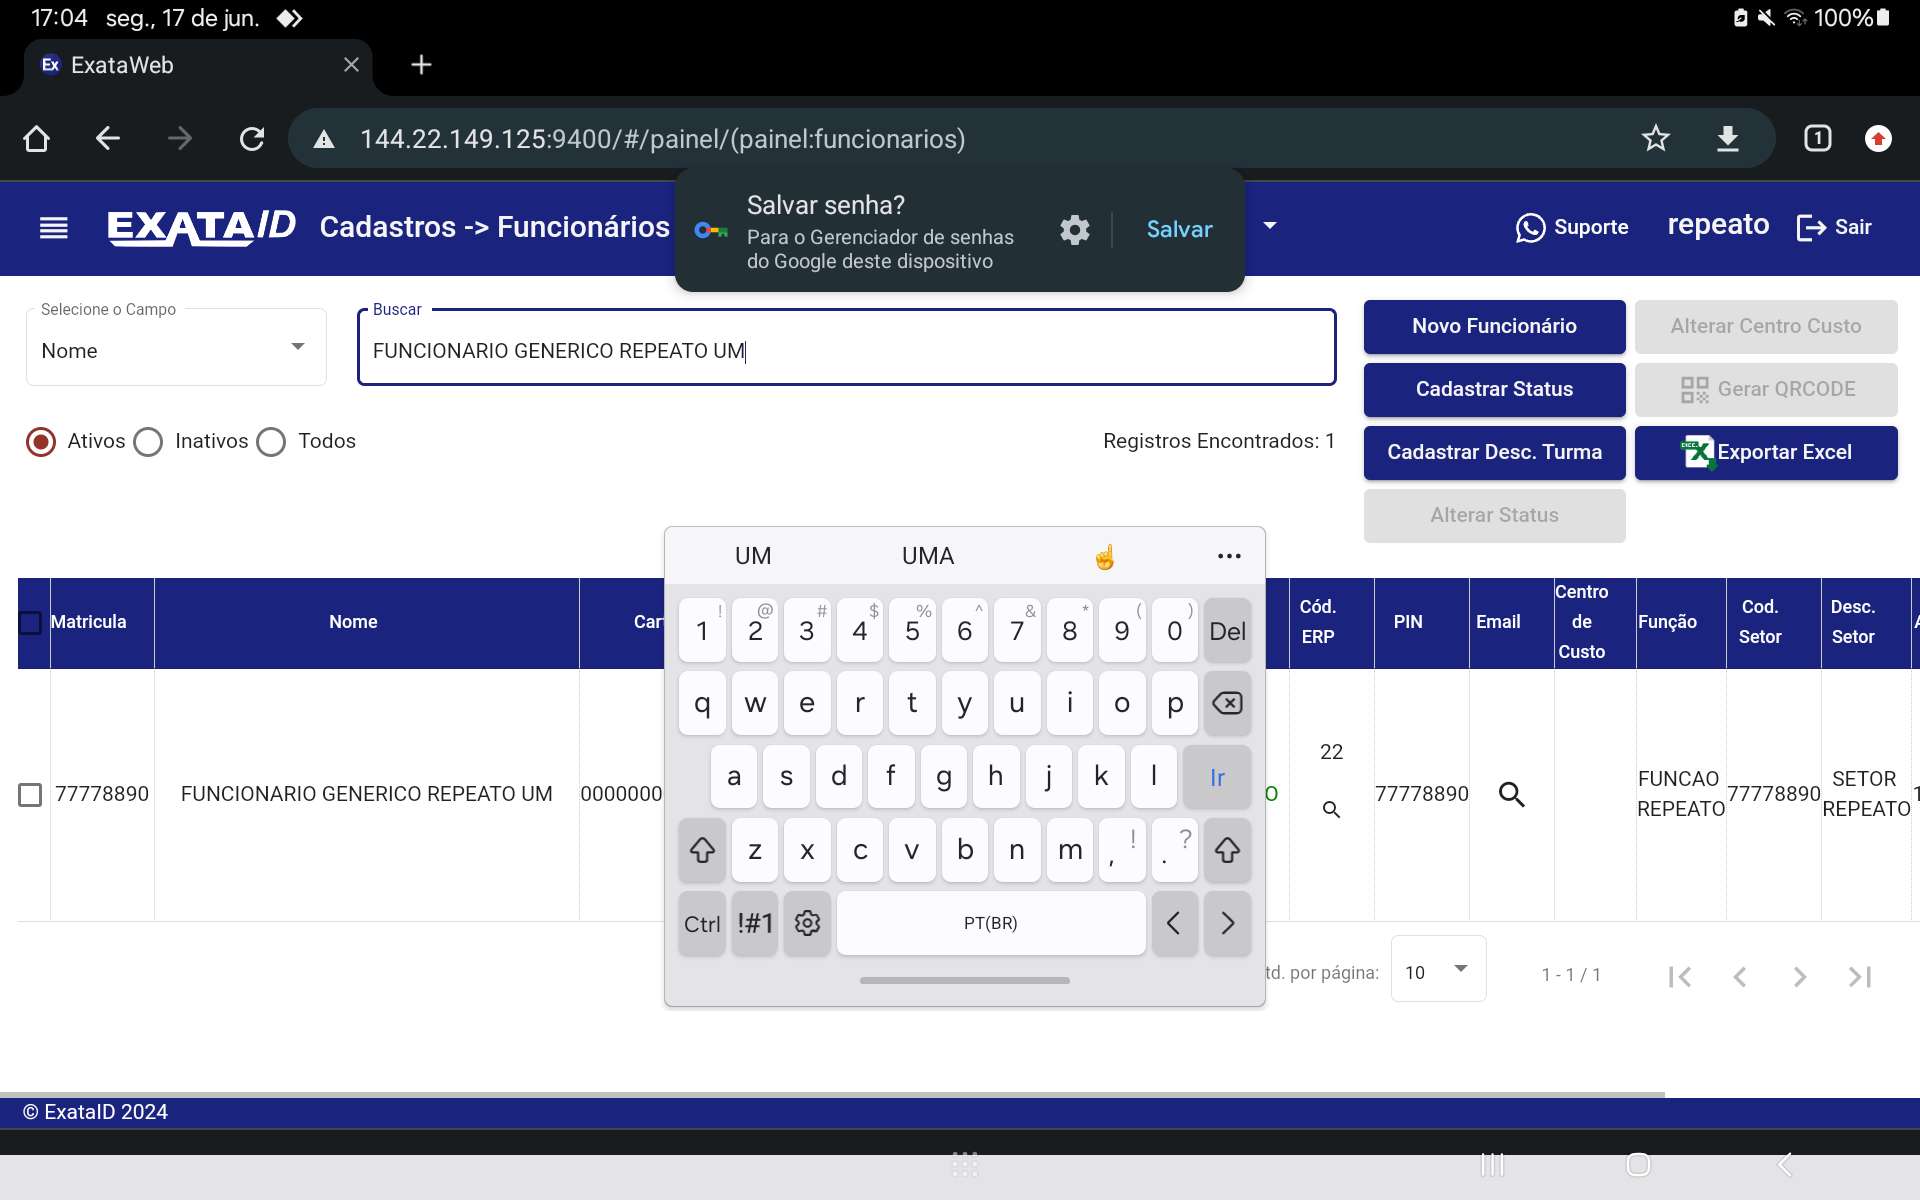 17:04 seg., 17 de jun. 100%
Ex ExataWeb
144.22.149.125:9400/#/painel/(painel:funcionarios) 1
Salvar senha?
Para o Gerenciador de senhas
do Google deste dispositivo
Salvar
EXATAID Cadastros -> Funcionários Suporte repeato Sair
Selecione o Campo
Nome
Buscar
FUNCIONARIO GENERICO REPEATO UM
Novo Funcionário Alterar Centro Custo
Cadastrar Status Gerar QRCODE
Cadastrar Desc. Turma Exportar Excel
Alterar Status
Ativos Inativos Todos Registros Encontrados: 1
Matricula Nome Cart Cód. ERP PIN Email Centro de Custo Função Cod. Setor Desc. Setor
77778890 FUNCIONARIO GENERICO REPEATO UM 0000000 O 22 77778890 FUNCAO REPEATO 77778890 SETOR REPEATO 1
UM UMA ☝ ...
! @ # $ % ^ & * ( )
1 2 3 4 5 6 7 8 9 0 Del
q w e r t y u i o p
a s d f g h j k l Ir
z x c v b n m , ! . ?
Ctrl !#1 PT(BR) < >
td. por página: 10 1 - 1 / 1
© ExataID 2024